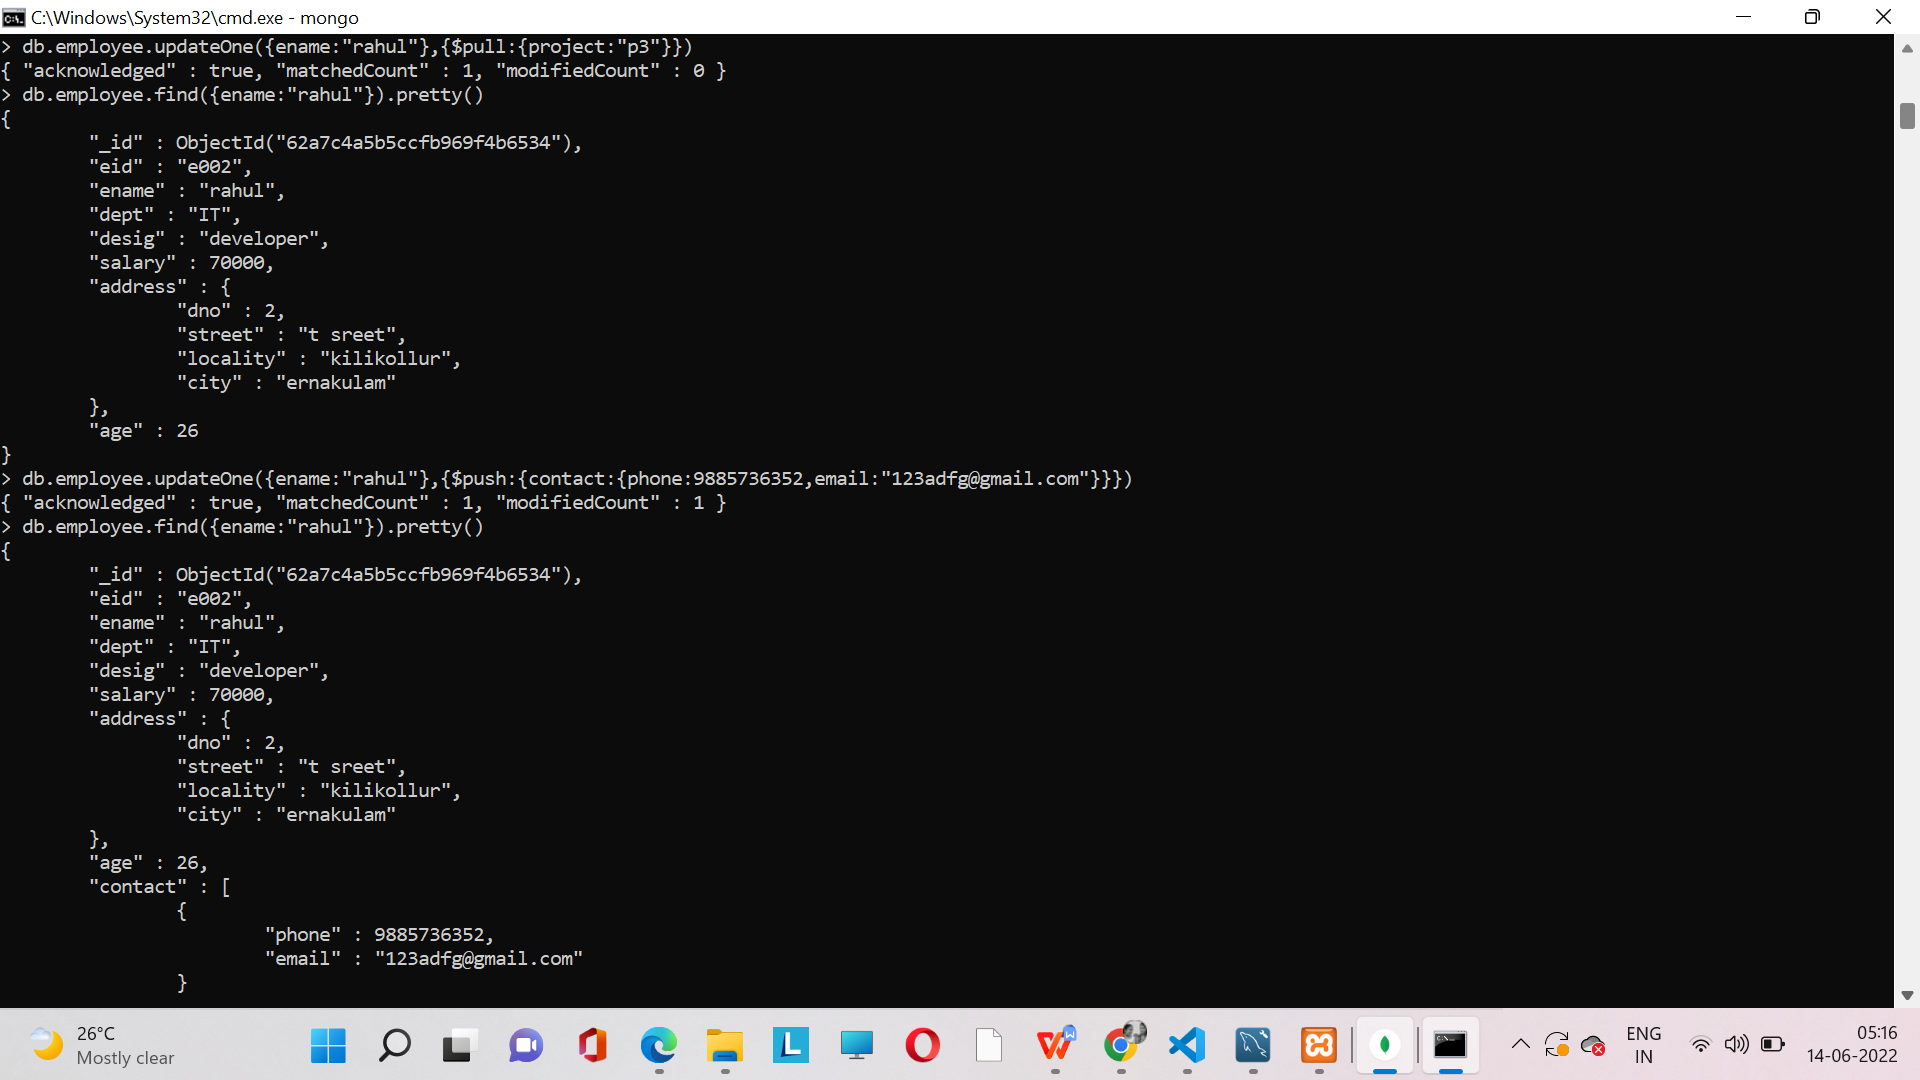 C:\Windows\System32\cmd.exe - mongo
> db.employee.updateOne({ename:"rahul"},{$pull:{project:"p3"}})
{ "acknowledged" : true, "matchedCount" : 1, "modifiedCount" : 0 }
> db.employee.find({ename:"rahul"}).pretty()
{
        "_id" : ObjectId("62a7c4a5b5ccfb969f4b6534"),
        "eid" : "e002",
        "ename" : "rahul",
        "dept" : "IT",
        "desig" : "developer",
        "salary" : 70000,
        "address" : {
                "dno" : 2,
                "street" : "t sreet",
                "locality" : "kilikollur",
                "city" : "ernakulam"
        },
        "age" : 26
}
> db.employee.updateOne({ename:"rahul"},{$push:{contact:{phone:9885736352,email:"123adfg@gmail.com"}}})
{ "acknowledged" : true, "matchedCount" : 1, "modifiedCount" : 1 }
> db.employee.find({ename:"rahul"}).pretty()
{
        "_id" : ObjectId("62a7c4a5b5ccfb969f4b6534"),
        "eid" : "e002",
        "ename" : "rahul",
        "dept" : "IT",
        "desig" : "developer",
        "salary" : 70000,
        "address" : {
                "dno" : 2,
                "street" : "t sreet",
                "locality" : "kilikollur",
                "city" : "ernakulam"
        },
        "age" : 26,
        "contact" : [
                {
                        "phone" : 9885736352,
                        "email" : "123adfg@gmail.com"
                }
26°C
Mostly clear
ENG
IN
05:16
14-06-2022